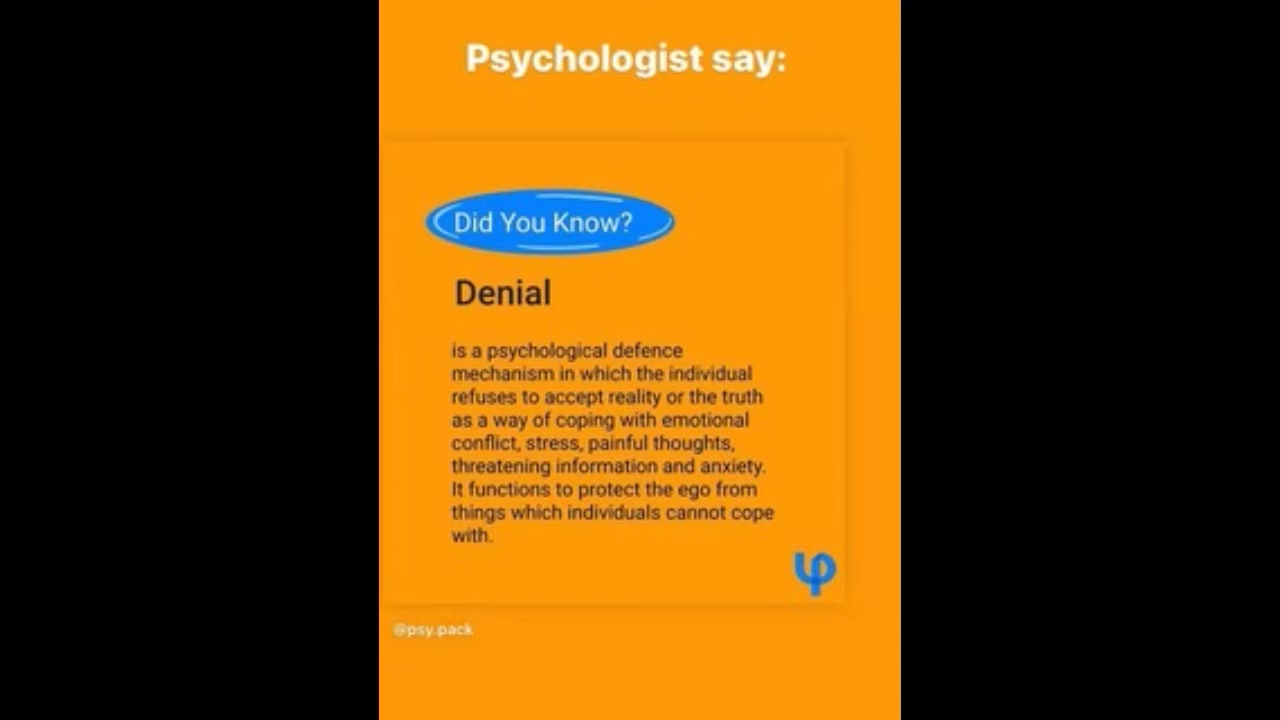 Psychologist say:
Did You Know?
Denial
is a psychological defence
mechanism in which the individual
refuses to accept reality or the truth
as a way of coping with emotional
conflict, stress, painful thoughts,
threatening information and anxiety.
It functions to protect the ego from
things which individuals cannot cope
with.
@psy.pack